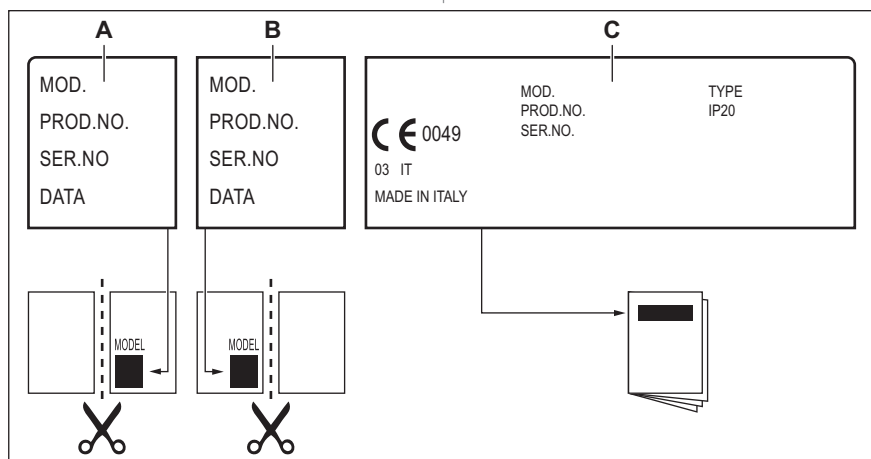 A
B
C
MOD.
PROD.NO.
SER.NO
DATA
MOD.
PROD.NO.
SER.NO
DATA
MOD.
PROD.NO.
SER.NO.
TYPE
IP20
CE 0049
03 IT
MADE IN ITALY
MODEL
MODEL